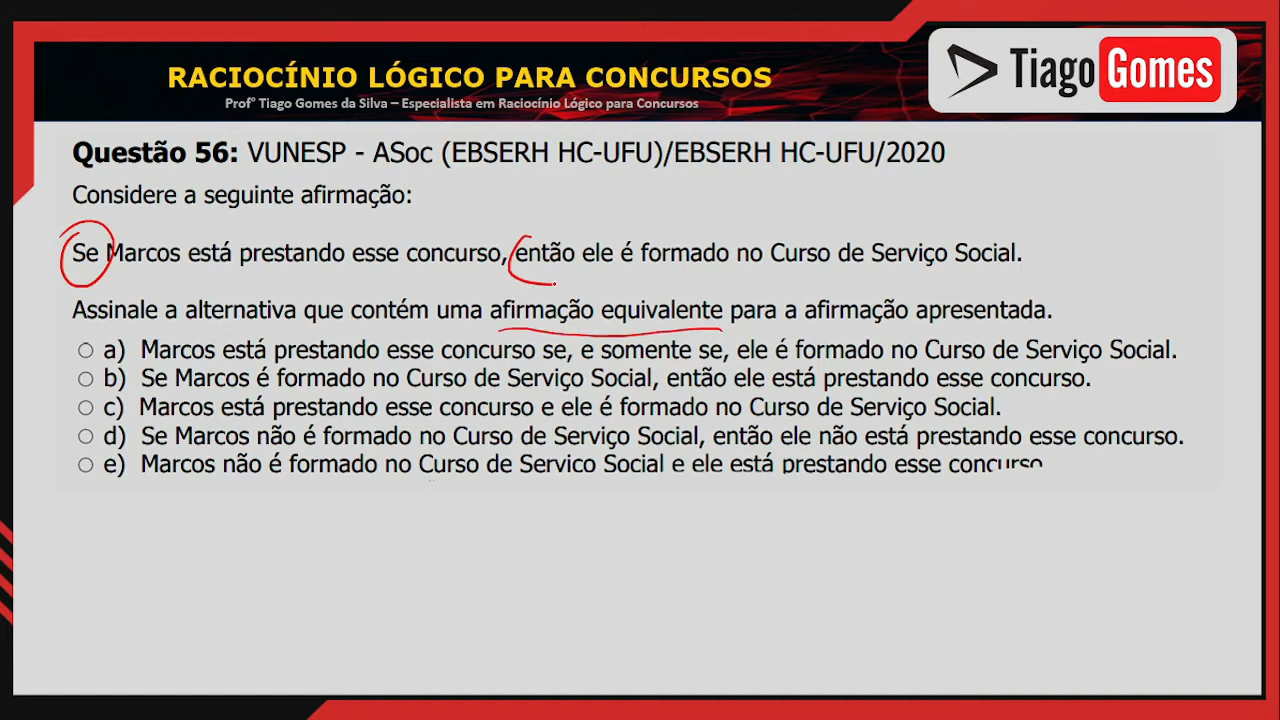 RACIOCÍNIO LÓGICO PARA CONCURSOS
Prof° Tiago Gomes da Silva – Especialista em Raciocínio Lógico para Concursos
Tiago Gomes
Questão 56: VUNESP - ASoc (EBSERH HC-UFU)/EBSERH HC-UFU/2020
Considere a seguinte afirmação:
Se Marcos está prestando esse concurso, então ele é formado no Curso de Serviço Social.
Assinale a alternativa que contém uma afirmação equivalente para a afirmação apresentada.
a) Marcos está prestando esse concurso se, e somente se, ele é formado no Curso de Serviço Social.
b) Se Marcos é formado no Curso de Serviço Social, então ele está prestando esse concurso.
c) Marcos está prestando esse concurso e ele é formado no Curso de Serviço Social.
d) Se Marcos não é formado no Curso de Serviço Social, então ele não está prestando esse concurso.
e) Marcos não é formado no Curso de Servico Social e ele está prestando esse concurso